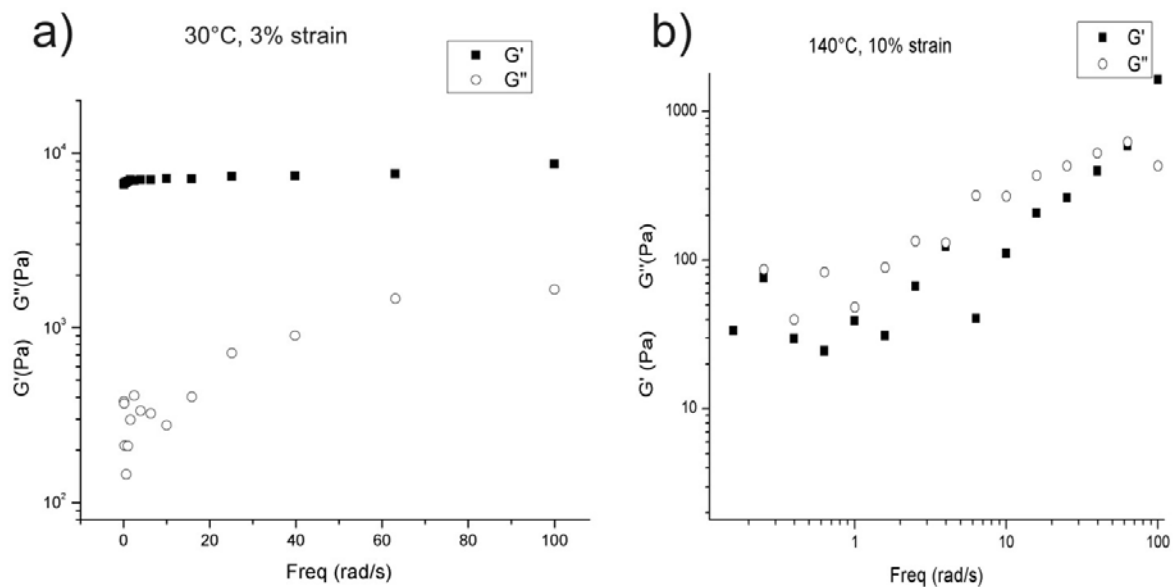 a)
30°C, 3% strain
G'
G''
10⁴
10³
10²
G'(Pa) G''(Pa)
0 20 40 60 80 100
Freq (rad/s)
b)
140°C, 10% strain
G'
G''
1000
100
10
G' (Pa) G''(Pa)
1 10 100
Freq (rad/s)